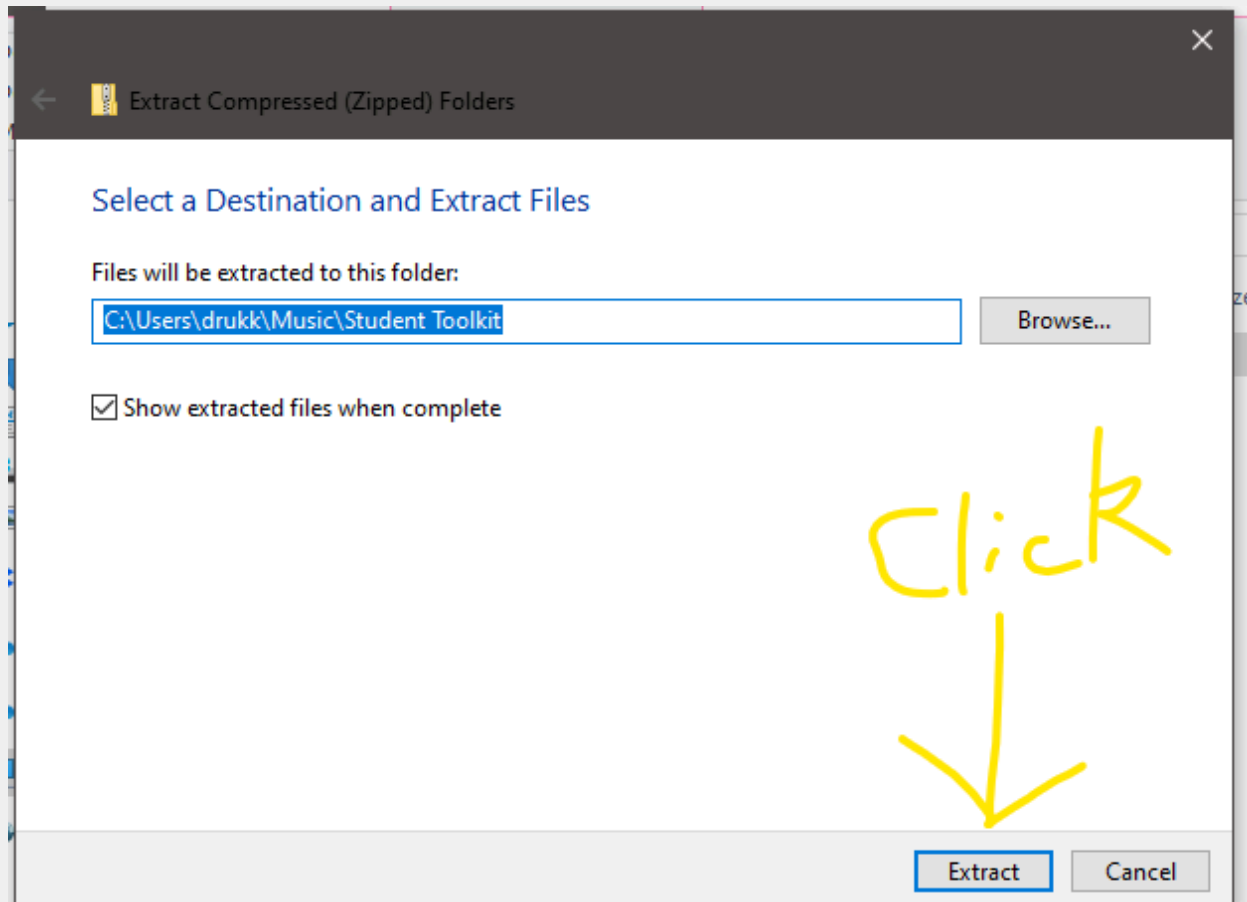 Extract Compressed (Zipped) Folders
Select a Destination and Extract Files
Files will be extracted to this folder:
C:\Users\drukk\Music\Student Toolkit
Browse...
Show extracted files when complete
Click
Extract
Cancel